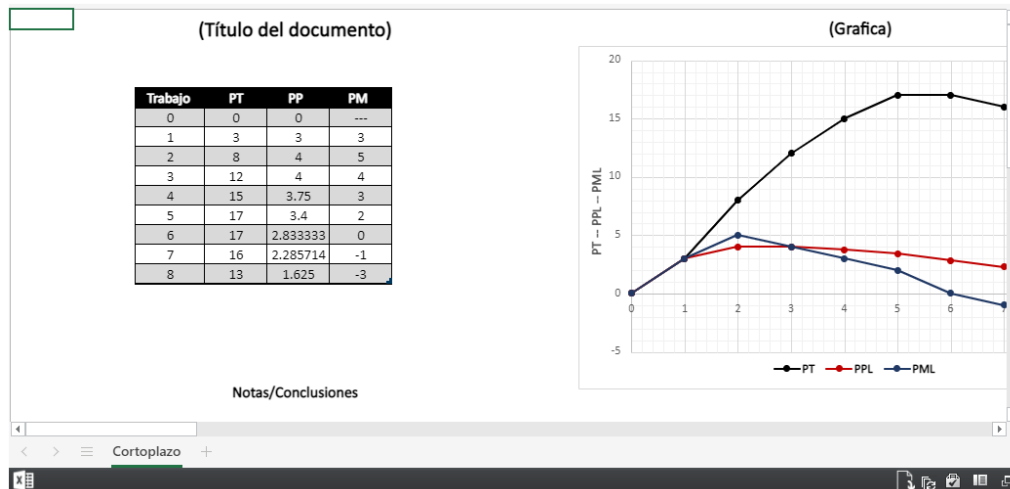 (Título del documento)
(Grafica)
Trabajo PT PP PM
0 0 0 ---
1 3 3 3
2 8 4 5
3 12 4 4
4 15 3.75 3
5 17 3.4 2
6 17 2.833333 0
7 16 2.285714 -1
8 13 1.625 -3
Notas/Conclusiones
PT -- PPL -- PML
20
15
10
5
0
-5
0 1 2 3 4 5 6 7
PT PPL PML
Cortoplazo